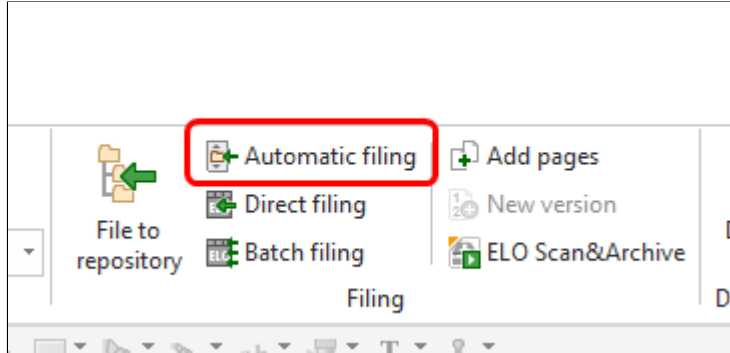 File to
repository
Automatic filing
Direct filing
Batch filing
Add pages
New version
ELO Scan&Archive
Filing